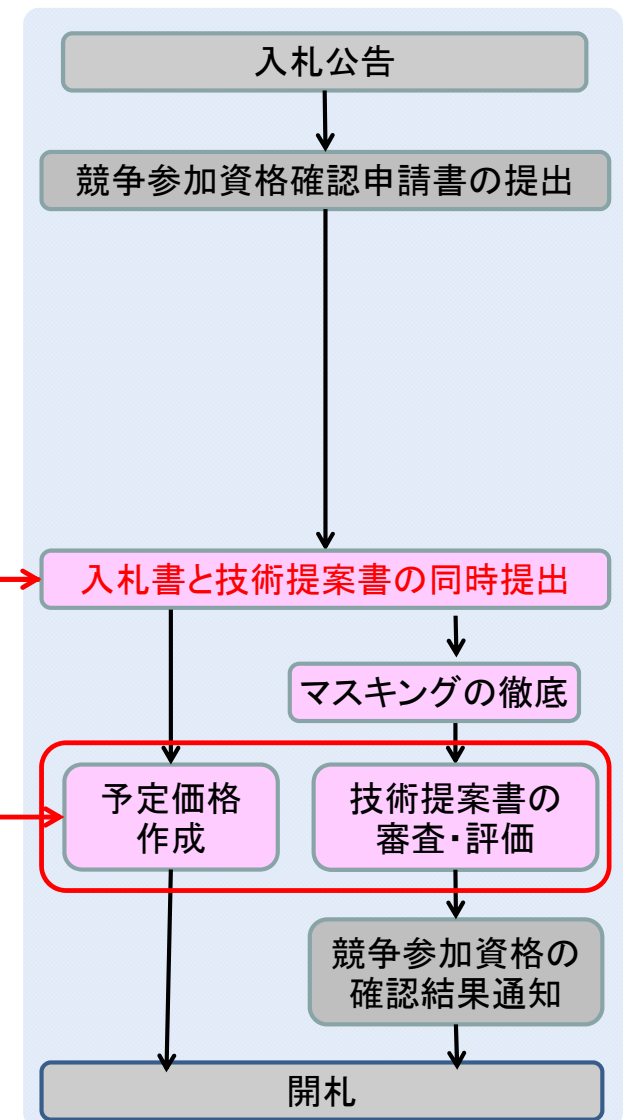 入札公告
競争参加資格確認申請書の提出
入札書と技術提案書の同時提出
マスキングの徹底
予定価格
作成
技術提案書の
審査・評価
競争参加資格の
確認結果通知
開札